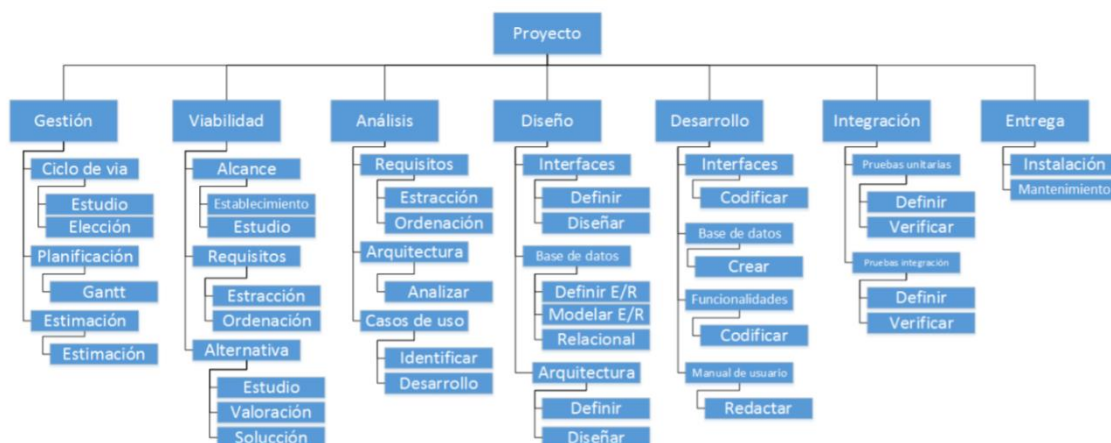 Proyecto
Gestión
Ciclo de via
Estudio
Elección
Planificación
Gantt
Estimación
Estimación
Viabilidad
Alcance
Establecimiento
Estudio
Requisitos
Estracción
Ordenación
Alternativa
Estudio
Valoración
Solucción
Análisis
Requisitos
Estracción
Ordenación
Arquitectura
Analizar
Casos de uso
Identificar
Desarrollo
Diseño
Interfaces
Definir
Diseñar
Base de datos
Definir E/R
Modelar E/R
Relacional
Arquitectura
Definir
Diseñar
Desarrollo
Interfaces
Codificar
Base de datos
Crear
Funcionalidades
Codificar
Manual de usuario
Redactar
Integración
Pruebas unitarias
Definir
Verificar
Pruebas integración
Definir
Verificar
Entrega
Instalación
Mantenimiento